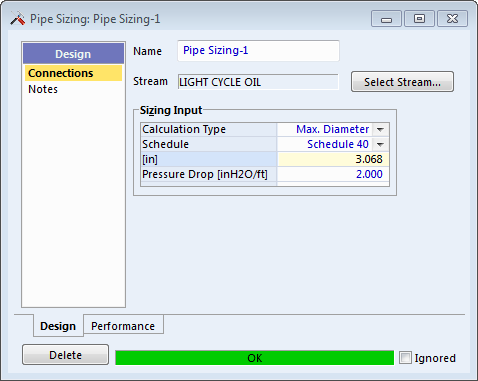 Pipe Sizing: Pipe Sizing-1
Design
Connections
Notes
Name Pipe Sizing-1
Stream LIGHT CYCLE OIL Select Stream...
Sizing Input
Calculation Type Max. Diameter
Schedule Schedule 40
[in] 3.068
Pressure Drop [inH2O/ft] 2.000
Design Performance
Delete OK Ignored